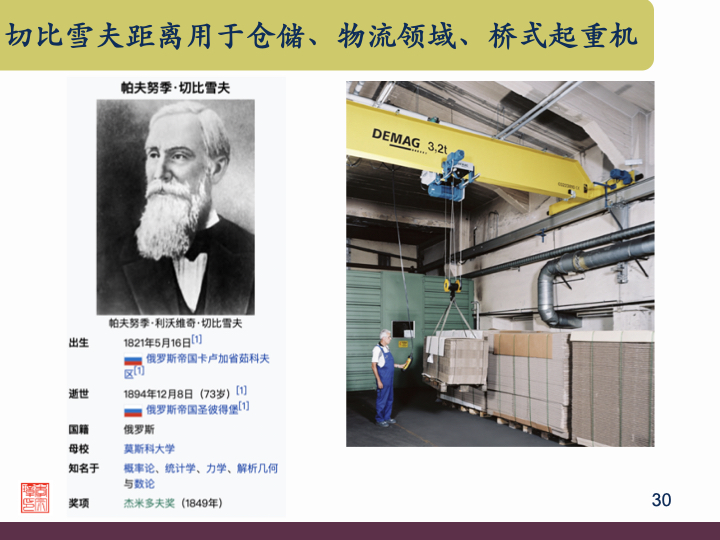 切比雪夫距离用于仓储、物流领域、桥式起重机
帕夫努季·切比雪夫
帕夫努季·利沃维奇·切比雪夫
出生 1821年5月16日[1]
俄罗斯帝国卡卢加省茹科夫
区[1]
逝世 1894年12月8日（73岁）[1]
俄罗斯帝国圣彼得堡[1]
国籍 俄罗斯
母校 莫斯科大学
知名于 概率论、统计学、力学、解析几何
与数论
奖项 杰米多夫奖（1849年）
DEMAG 3,2t
30